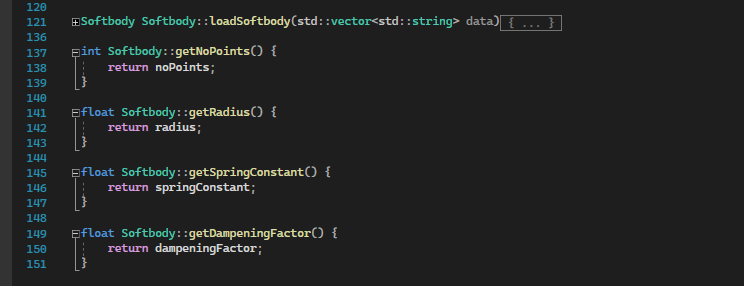 120
121 Softbody Softbody::loadSoftbody(std::vector<std::string> data){ ... }
136
137 int Softbody::getNoPoints() {
138 return noPoints;
139 }
140
141 float Softbody::getRadius() {
142 return radius;
143 }
144
145 float Softbody::getSpringConstant() {
146 return springConstant;
147 }
148
149 float Softbody::getDampeningFactor() {
150 return dampeningFactor;
151 }